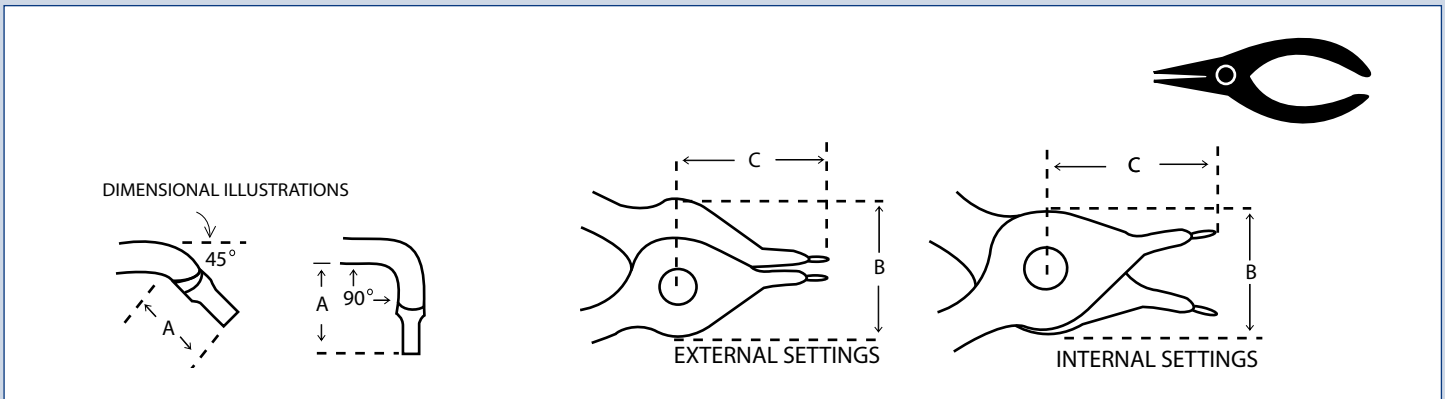 DIMENSIONAL ILLUSTRATIONS
45°
A
A
90°
C
B
EXTERNAL SETTINGS
C
B
INTERNAL SETTINGS